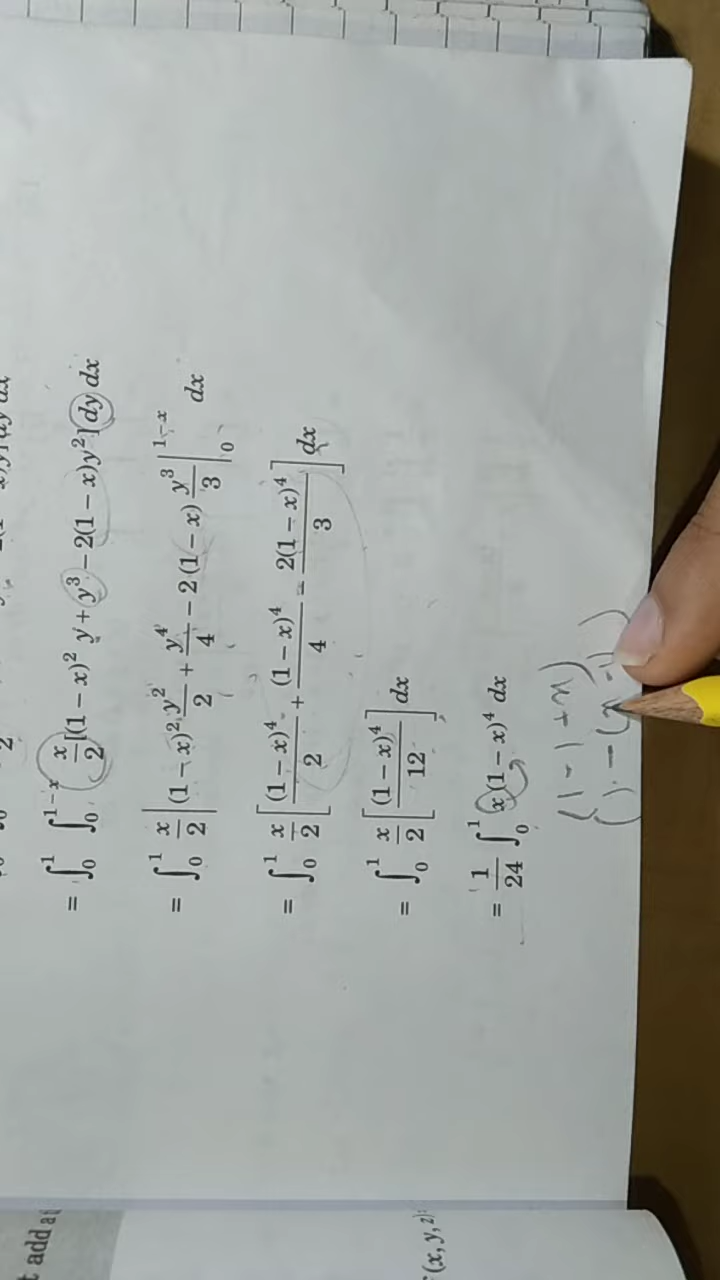 = ∫₀¹ ∫₀¹⁻ˣ x/2 [(1 − x)² y + y³ − 2(1 − x)y²] dy dx
= ∫₀¹ x/2 | (1 − x)² y²/2 + y⁴/4 − 2 (1 − x) y³/3 |₀¹⁻ˣ dx
= ∫₀¹ x/2 [ (1 − x)⁴/2 + (1 − x)⁴/4 − 2(1 − x)⁴/3 ] dx
= ∫₀¹ x/2 [ (1 − x)⁴/12 ] dx
= 1/24 ∫₀¹ x(1 − x)⁴ dx
{1 − 1 + x)
t add a
(x, y, z)